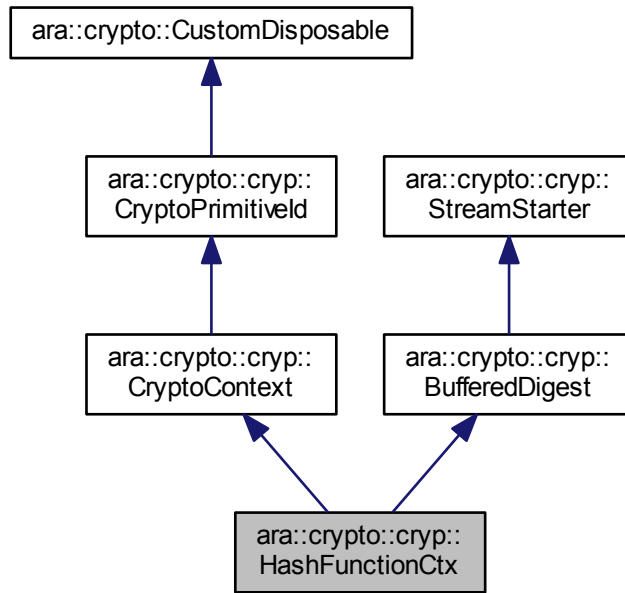 ara::crypto::CustomDisposable
ara::crypto::cryp::
CryptoPrimitiveId
ara::crypto::cryp::
StreamStarter
ara::crypto::cryp::
CryptoContext
ara::crypto::cryp::
BufferedDigest
ara::crypto::cryp::
HashFunctionCtx